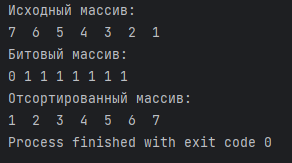 Исходный массив:
7 6 5 4 3 2 1
Битовый массив:
0 1 1 1 1 1 1 1
Отсортированный массив:
1 2 3 4 5 6 7
Process finished with exit code 0